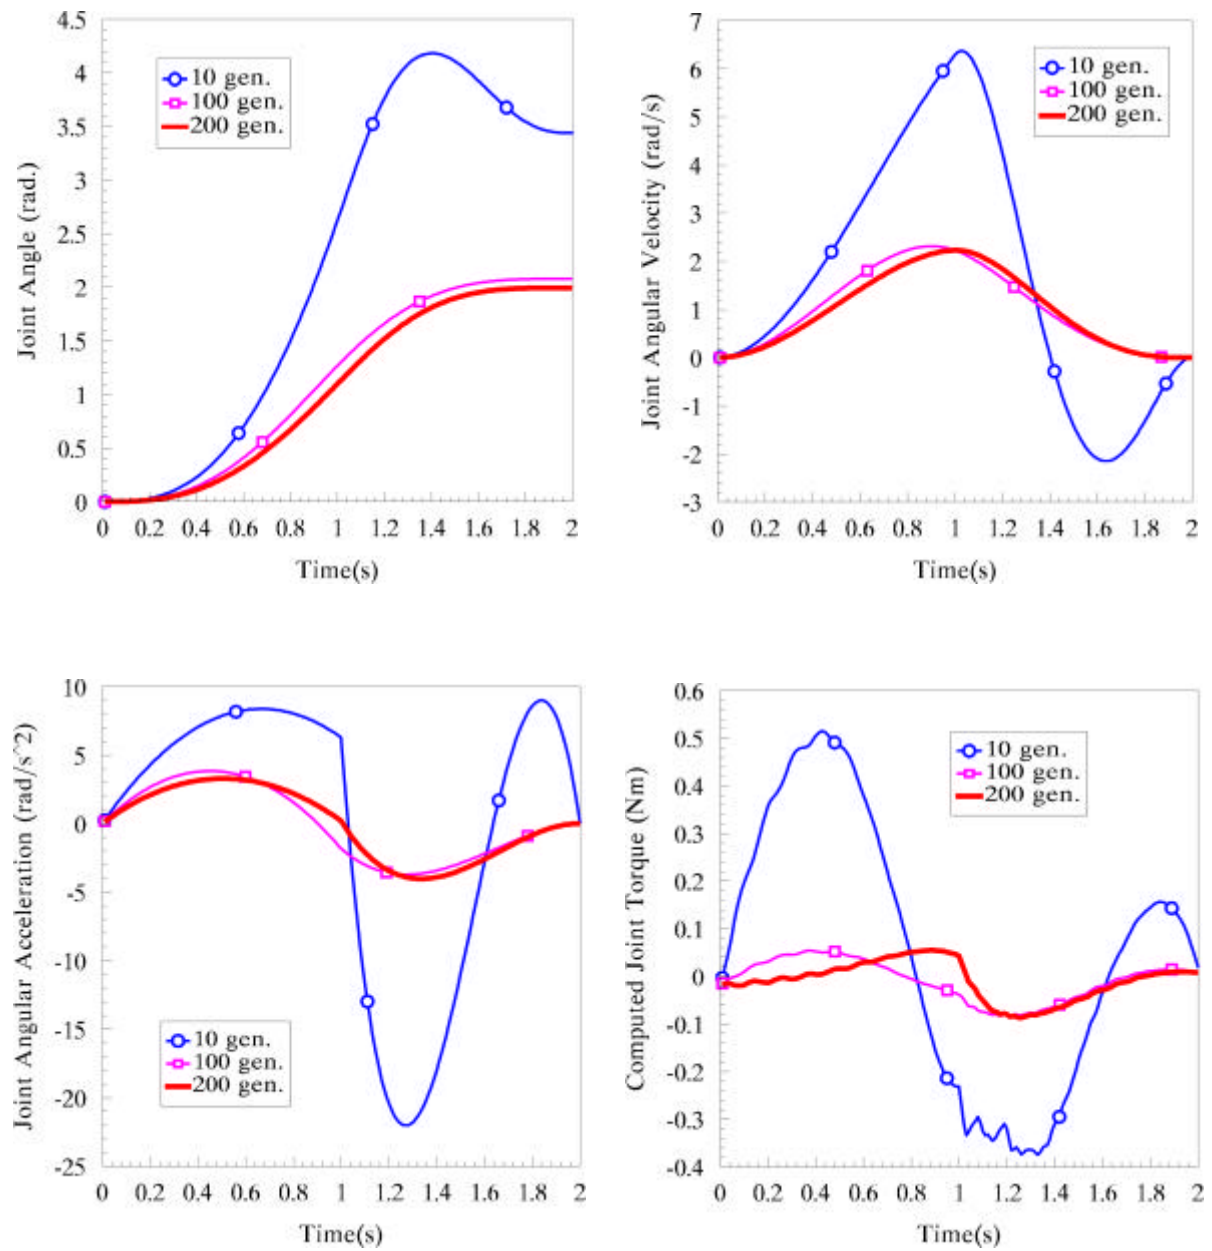 4.5
4
3.5
3
2.5
2
1.5
1
0.5
0
0 0.2 0.4 0.6 0.8 1 1.2 1.4 1.6 1.8 2
Joint Angle (rad.)
Time(s)
10 gen.
100 gen.
200 gen.
7
6
5
4
3
2
1
0
-1
-2
-3
0 0.2 0.4 0.6 0.8 1 1.2 1.4 1.6 1.8 2
Joint Angular Velocity (rad/s)
Time(s)
10 gen.
100 gen.
200 gen.
10
5
0
-5
-10
-15
-20
-25
0 0.2 0.4 0.6 0.8 1 1.2 1.4 1.6 1.8 2
Joint Angular Acceleration (rad/s^2)
Time(s)
10 gen.
100 gen.
200 gen.
0.6
0.5
0.4
0.3
0.2
0.1
0
-0.1
-0.2
-0.3
-0.4
0 0.2 0.4 0.6 0.8 1 1.2 1.4 1.6 1.8 2
Computed Joint Torque (Nm)
Time(s)
10 gen.
100 gen.
200 gen.